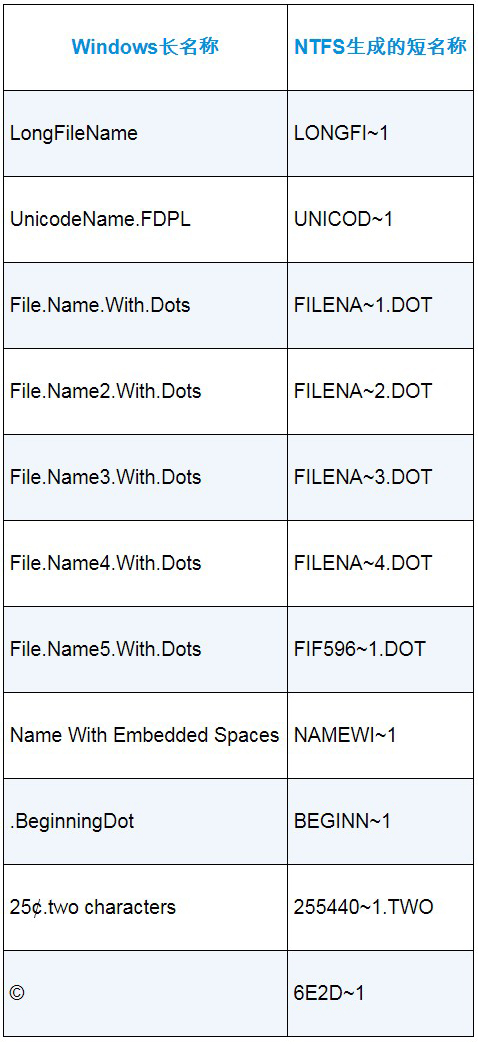 Windows长名称 NTFS生成的短名称
LongFileName LONGFI~1
UnicodeName.FDPL UNICOD~1
File.Name.With.Dots FILENA~1.DOT
File.Name2.With.Dots FILENA~2.DOT
File.Name3.With.Dots FILENA~3.DOT
File.Name4.With.Dots FILENA~4.DOT
File.Name5.With.Dots FIF596~1.DOT
Name With Embedded Spaces NAMEWI~1
.BeginningDot BEGINN~1
25¢.two characters 255440~1.TWO
© 6E2D~1